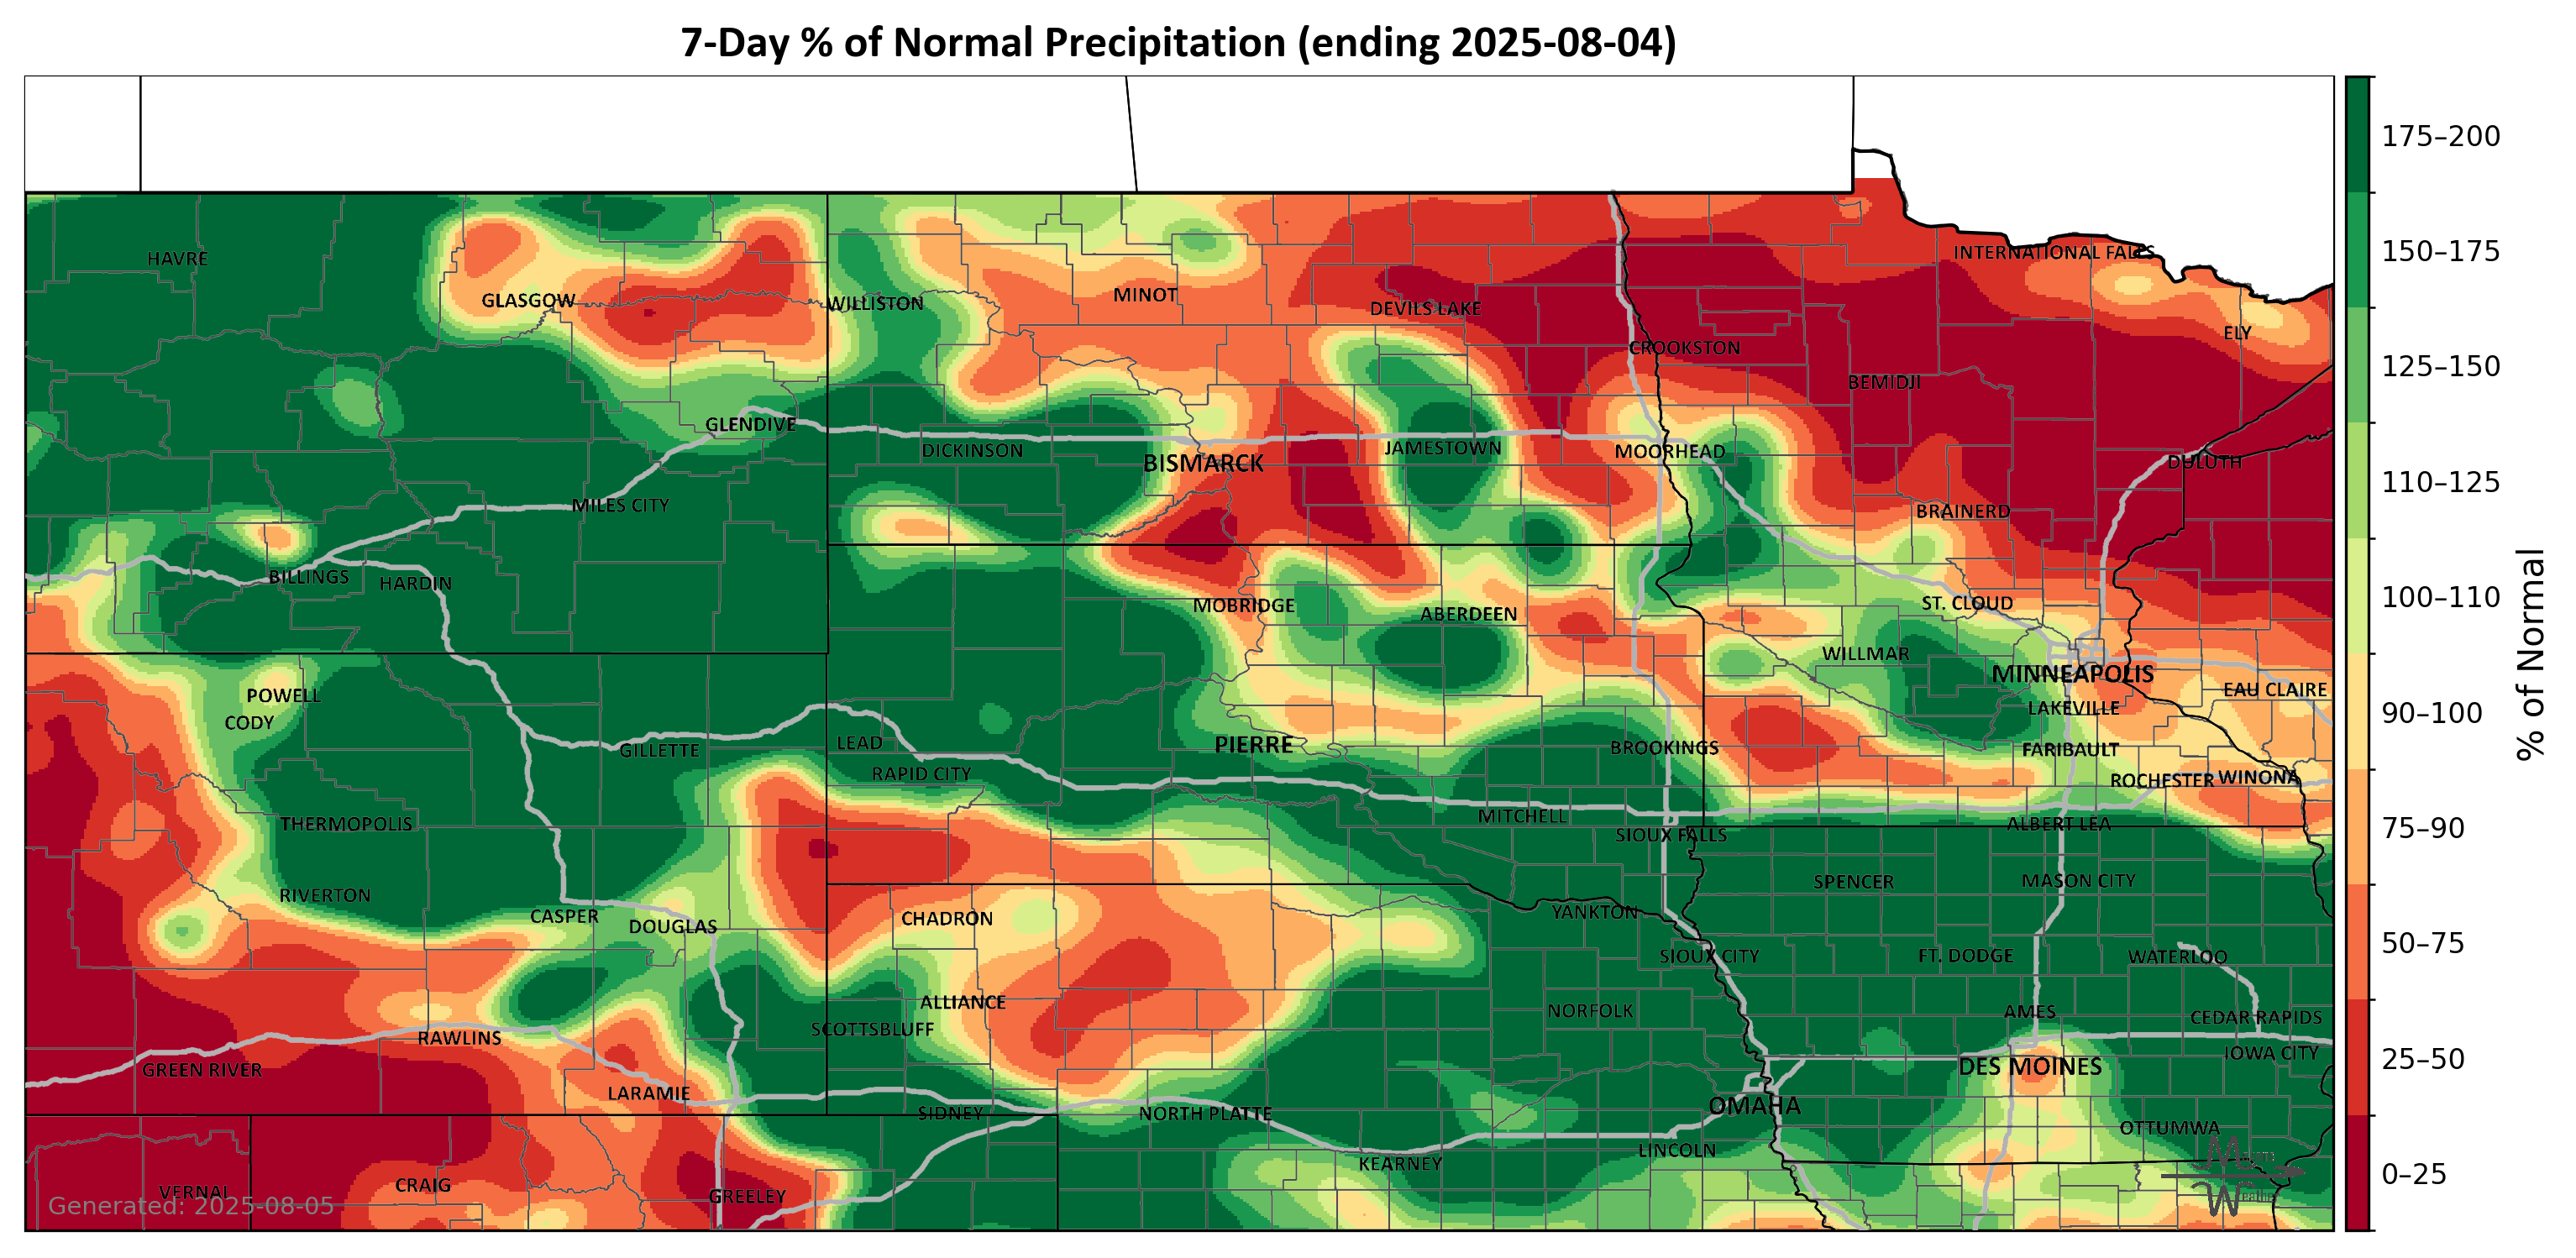 7-Day % of Normal Precipitation (ending 2025-08-04)
175–200
HAVRE
INTERNATIONAL FALLS
150–175
MINOT
GLASGOW
WILLISTON
DEVILS LAKE
ELY
CROOKSTON
125–150
BEMIDJI
GLENDIVE
DICKINSON
JAMESTOWN
MOORHEAD
BISMARCK
DULUTH
110–125
MILES CITY
BRAINERD
BILLINGS
HARDIN
100–110
MOBRIDGE
ABERDEEN
ST. CLOUD
WILLMAR
MINNEAPOLIS
% of Normal
POWELL
EAU CLAIRE
CODY
LAKEVILLE
90–100
LEAD
PIERRE
GILLETTE
BROOKINGS
FARIBAULT
RAPID CITY
ROCHESTER
WINONA
THERMOPOLIS
MITCHELL
ALBERT LEA
75–90
SIOUX FALLS
RIVERTON
SPENCER
MASON CITY
CASPER
CHADRON
YANKTON
DOUGLAS
SIOUX CITY
FT. DODGE
WATERLOO
50–75
ALLIANCE
NORFOLK
AMES
CEDAR RAPIDS
SCOTTSBLUFF
RAWLINS
IOWA CITY
GREEN RIVER
DES MOINES
25–50
LARAMIE
OMAHA
SIDNEY
NORTH PLATTE
OTTUMWA
LINCOLN
KEARNEY
0–25
VERNAL
CRAIG
GREELEY
Generated: 2025-08-05